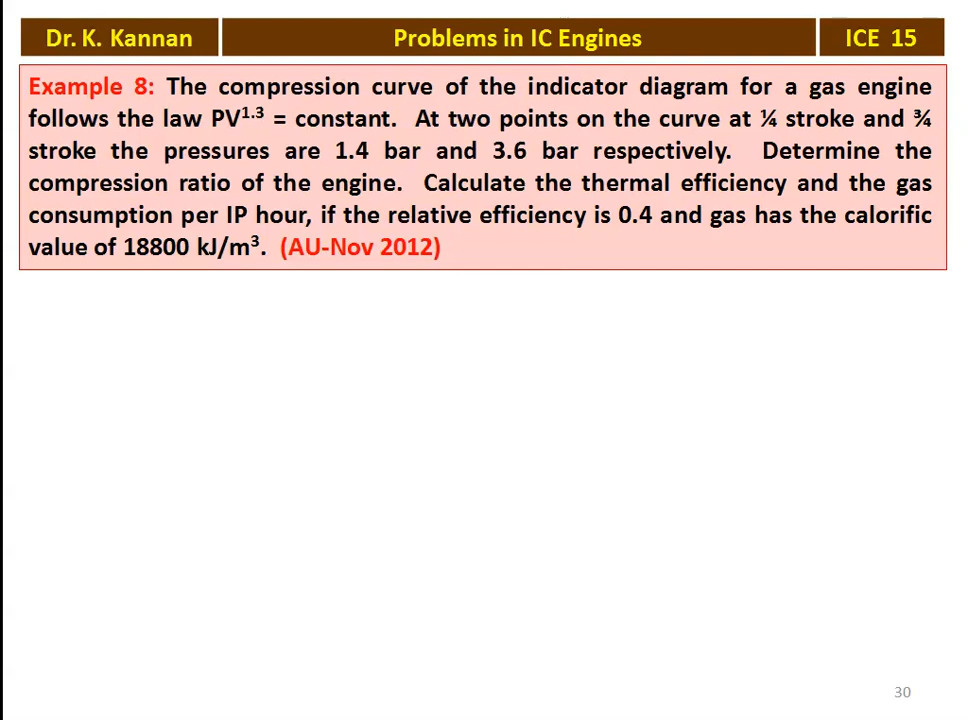 Dr. K. Kannan
Problems in IC Engines
ICE 15
Example 8: The compression curve of the indicator diagram for a gas engine
follows the law PV¹·³ = constant. At two points on the curve at ¼ stroke and ¾
stroke the pressures are 1.4 bar and 3.6 bar respectively. Determine the
compression ratio of the engine. Calculate the thermal efficiency and the gas
consumption per IP hour, if the relative efficiency is 0.4 and gas has the calorific
value of 18800 kJ/m³. (AU-Nov 2012)
30